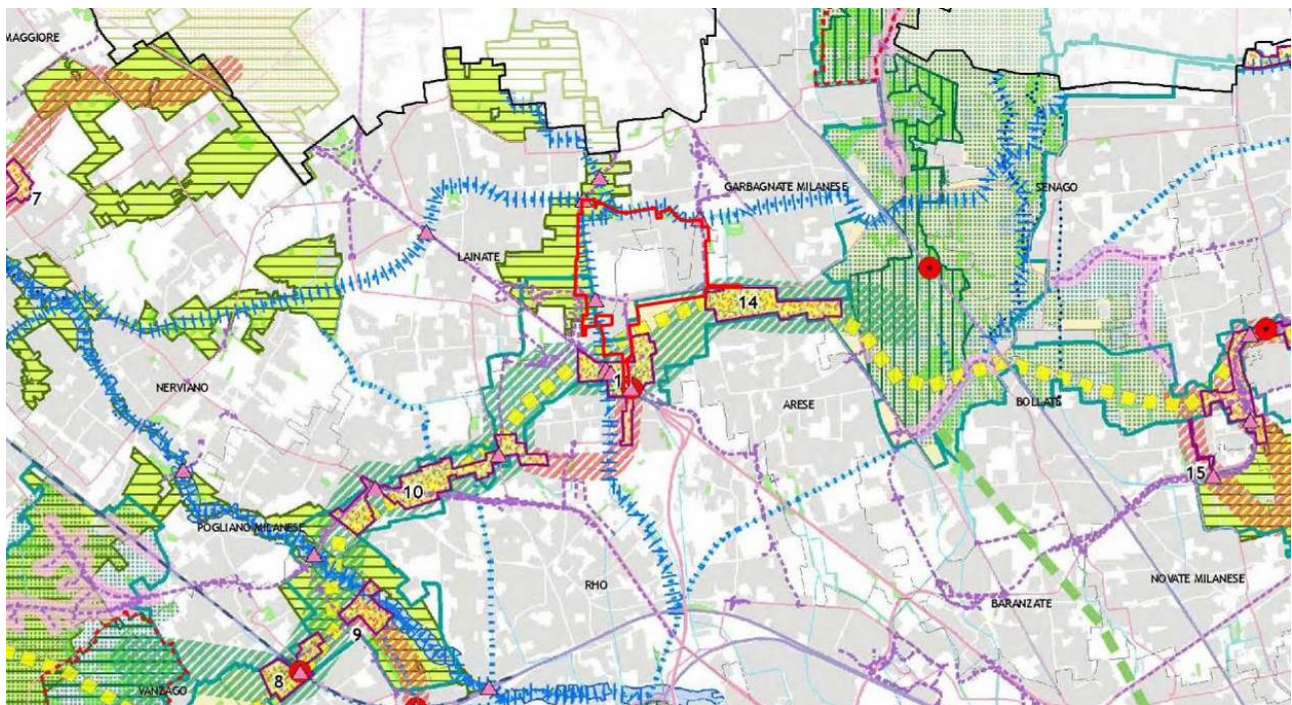 MAGGIORE
7
GARBAGNATE MILANESE
SENAGO
LAINATE
14
NERVIANO
ARESE
BOLLATE
15
10
POGLIANO MILANESE
RHO
NOVATE MILANESE
BARANZATE
9
8
VANZAGO